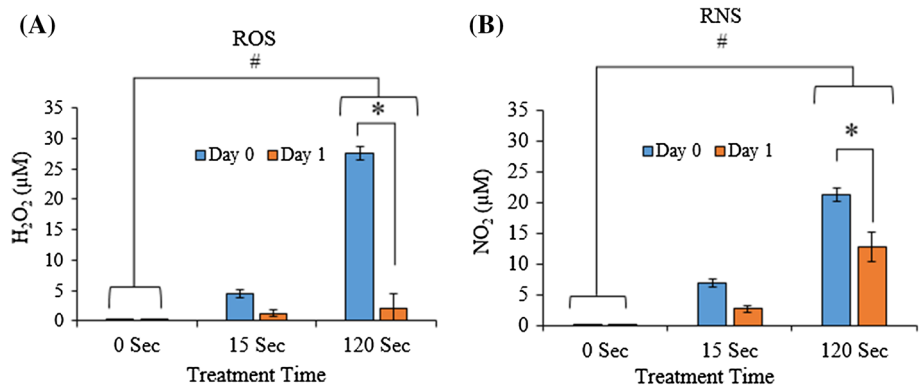 (A)
ROS
#
*
35
30
25
20
15
10
5
0
H₂O₂ (µM)
Day 0 Day 1
0 Sec 15 Sec 120 Sec
Treatment Time
(B)
RNS
#
*
35
30
25
20
15
10
5
0
NO₂ (µM)
Day 0 Day 1
0 Sec 15 Sec 120 Sec
Treatment Time